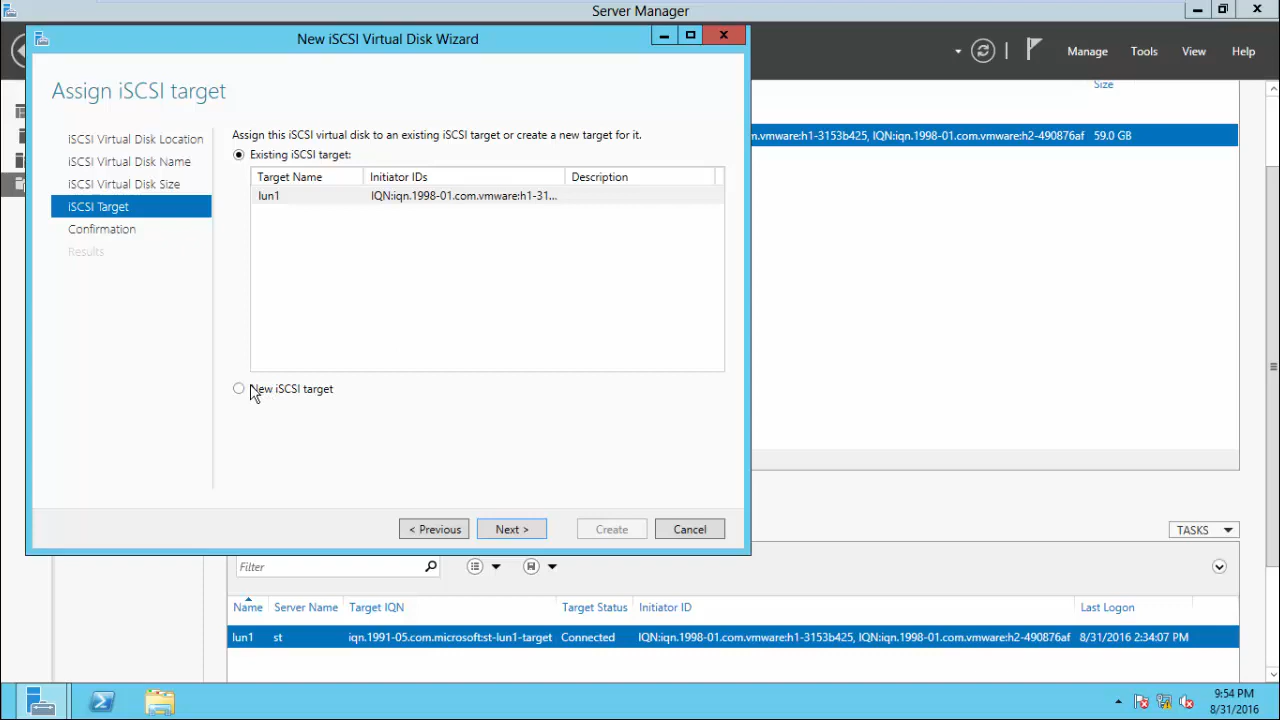 Server Manager
New iSCSI Virtual Disk Wizard
Manage Tools View Help
Assign iSCSI target
Size
iSCSI Virtual Disk Location
iSCSI Virtual Disk Name
iSCSI Virtual Disk Size
iSCSI Target
Confirmation
Results
Assign this iSCSI virtual disk to an existing iSCSI target or create a new target for it.
Existing iSCSI target:
Target Name Initiator IDs Description
lun1 IQN:iqn.1998-01.com.vmware:h1-31...
New iSCSI target
.vmware:h1-3153b425, IQN:iqn.1998-01.com.vmware:h2-490876af 59.0 GB
< Previous Next > Create Cancel
TASKS
Filter
Name Server Name Target IQN Target Status Initiator ID Last Logon
lun1 st iqn.1991-05.com.microsoft:st-lun1-target Connected IQN:iqn.1998-01.com.vmware:h1-3153b425, IQN:iqn.1998-01.com.vmware:h2-490876af 8/31/2016 2:34:07 PM
9:54 PM
8/31/2016